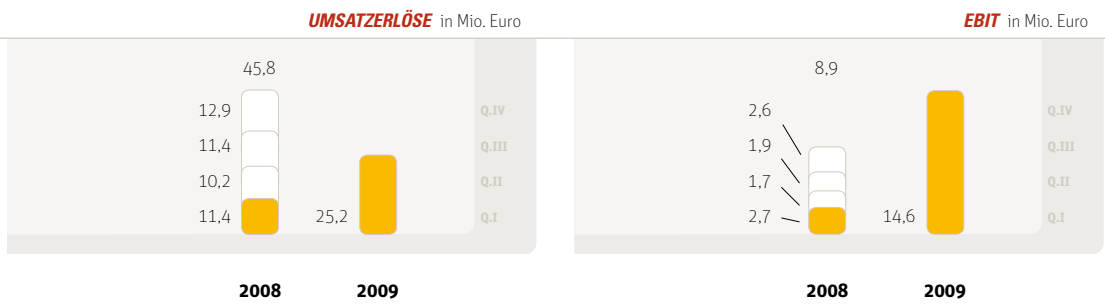 UMSATZERLÖSE in Mio. Euro
45,8
12,9
Q.IV
11,4
Q.III
10,2
Q.II
11,4
25,2
Q.I
2008
2009
EBIT in Mio. Euro
8,9
2,6
Q.IV
1,9
Q.III
1,7
Q.II
2,7
14,6
Q.I
2008
2009